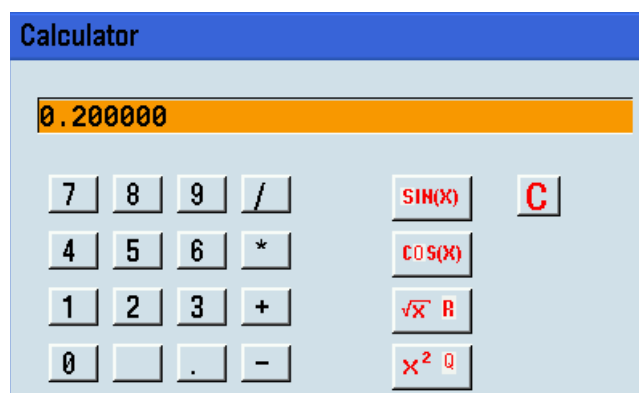 Calculator
0.200000
7 8 9 / SIN(X) C
4 5 6 * COS(X)
1 2 3 + √x R
0 . - x² Q